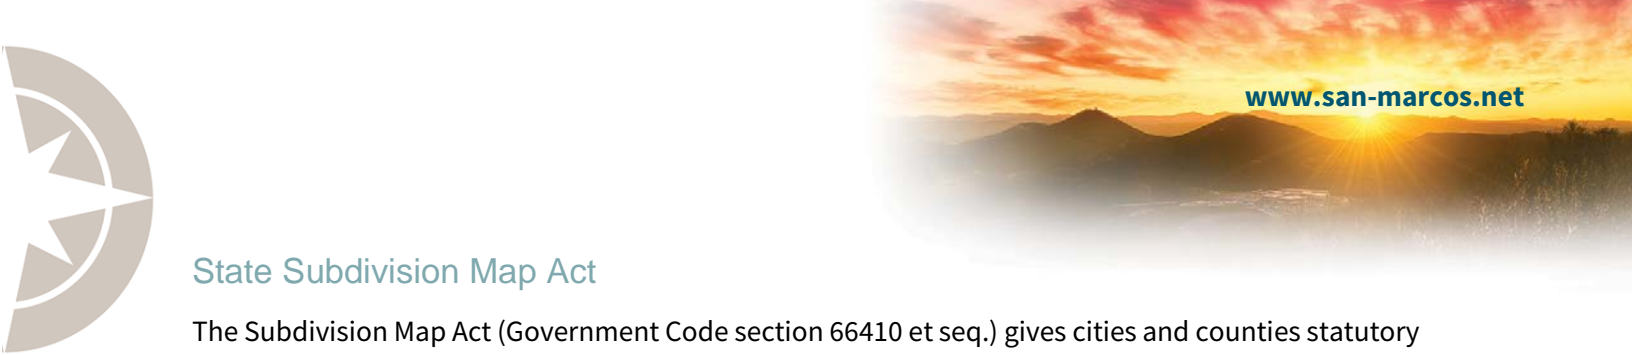 www.san-marcos.net
State Subdivision Map Act
The Subdivision Map Act (Government Code section 66410 et seq.) gives cities and counties statutory